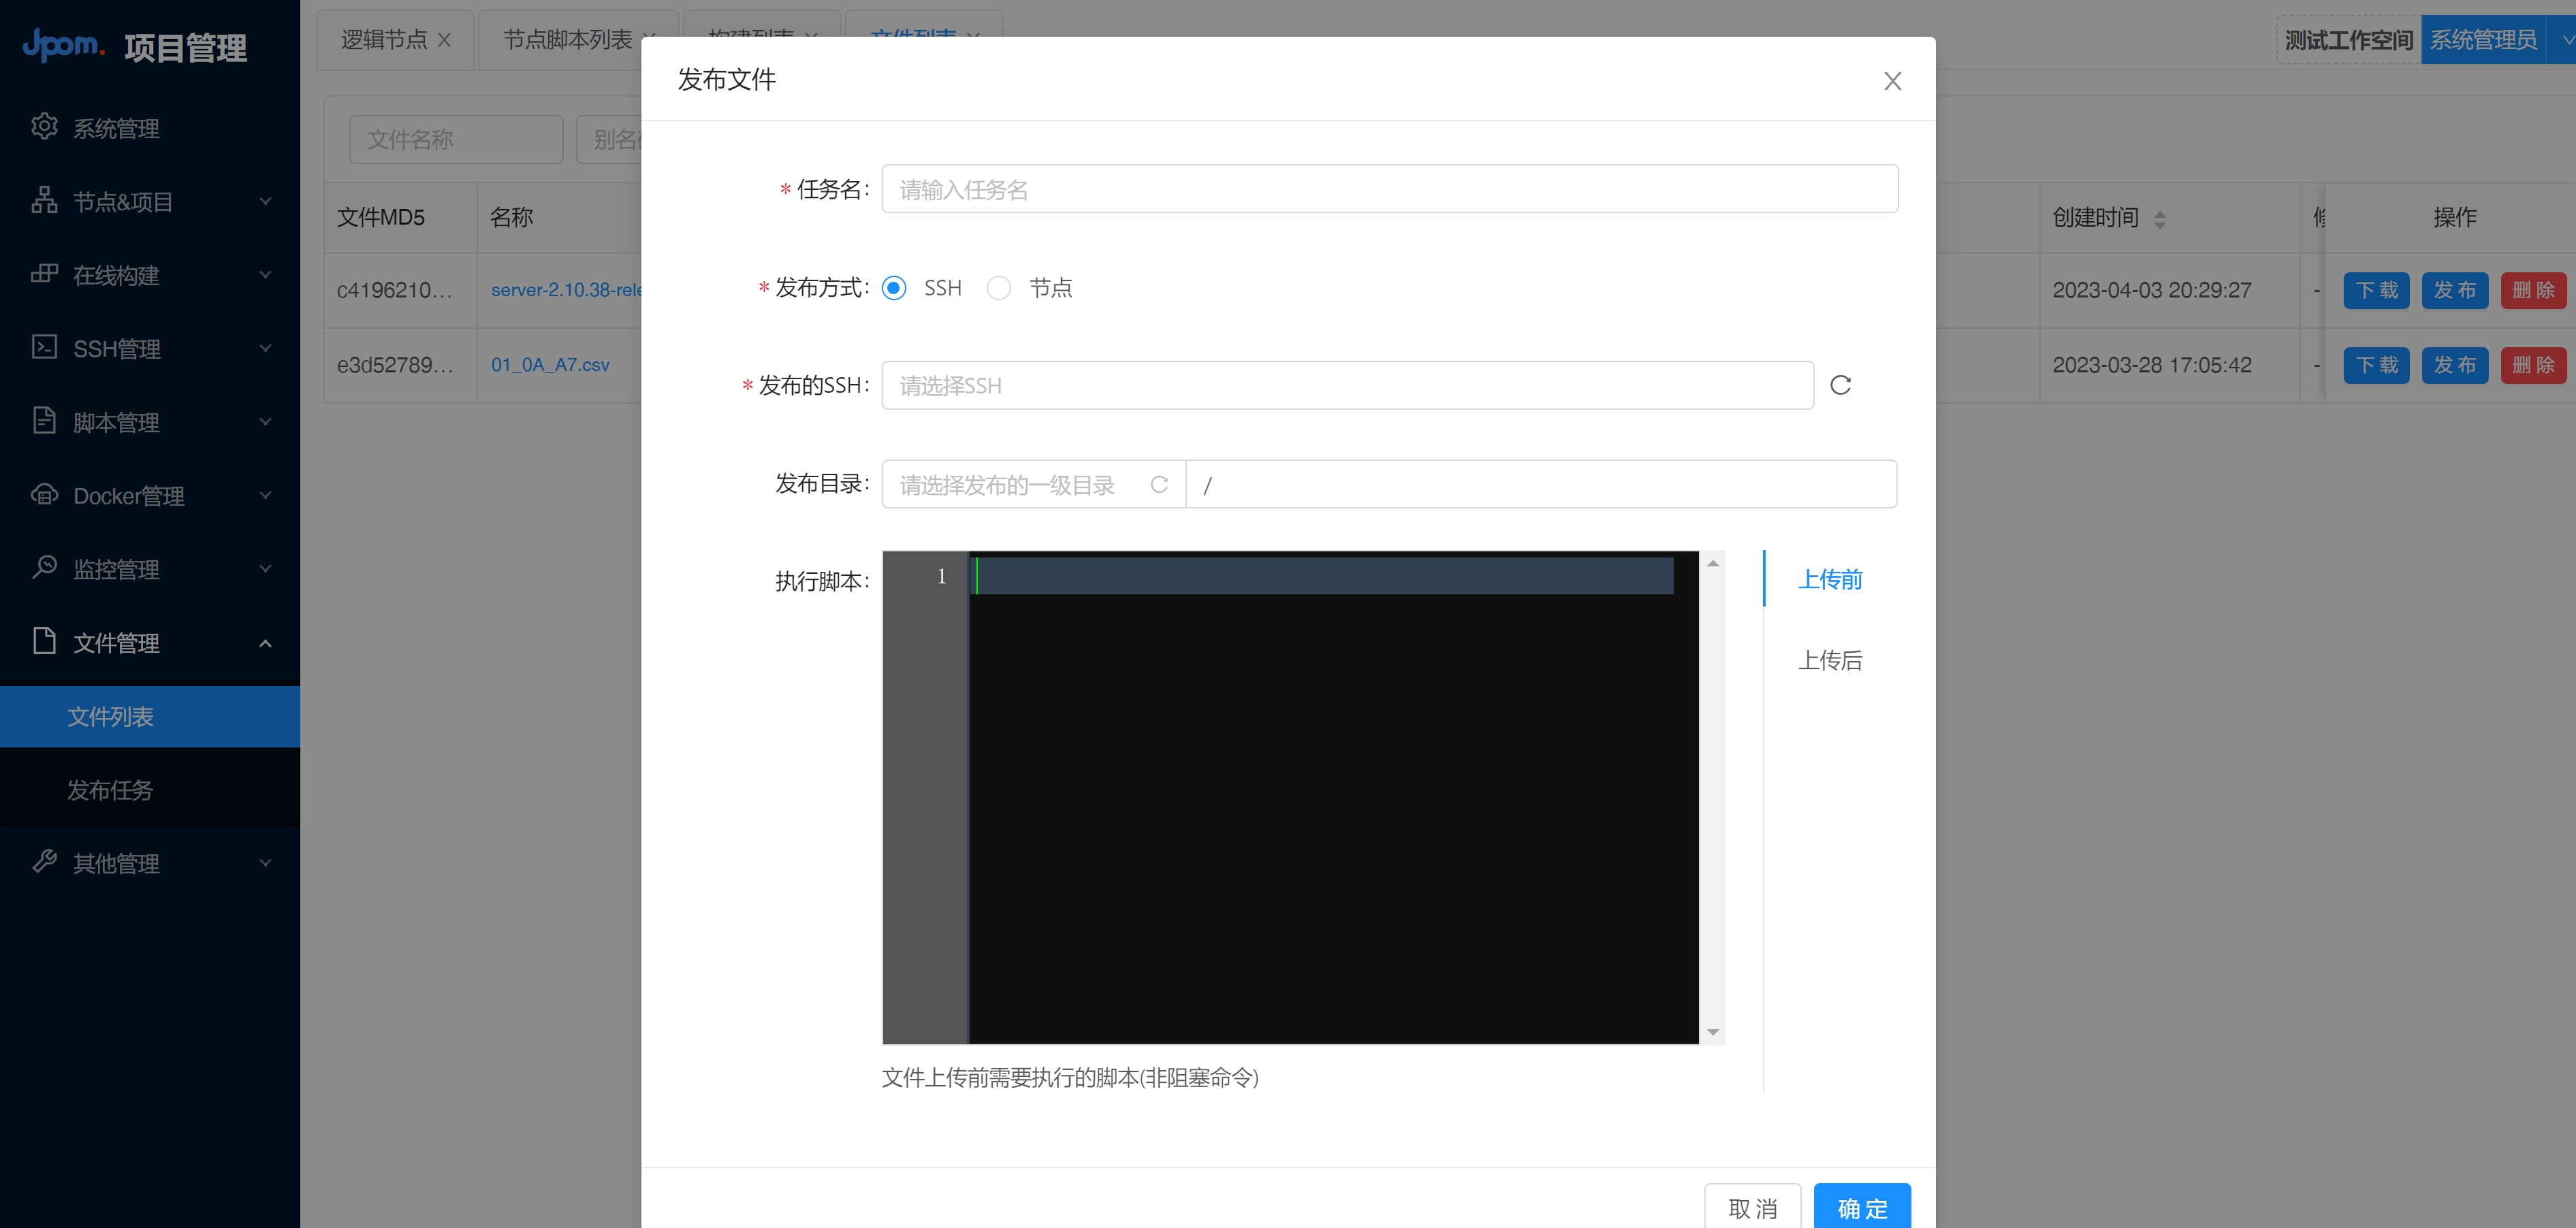 Jpom. 项目管理
系统管理
节点&项目
在线构建
SSH管理
脚本管理
Docker管理
监控管理
文件管理
文件列表
发布任务
其他管理
逻辑节点
节点脚本列表
构建列表
文件列表
测试工作空间
系统管理员
文件名称
别名
文件MD5
名称
创建时间
操作
c4196210...
server-2.10.38-rele
2023-04-03 20:29:27
-
下载
发布
删除
e3d52789...
01_0A_A7.csv
2023-03-28 17:05:42
-
下载
发布
删除
发布文件
* 任务名:
请输入任务名
* 发布方式:
SSH
节点
* 发布的SSH:
请选择SSH
发布目录:
请选择发布的一级目录
/
执行脚本:
1
上传前
上传后
文件上传前需要执行的脚本(非阻塞命令)
取消
确定